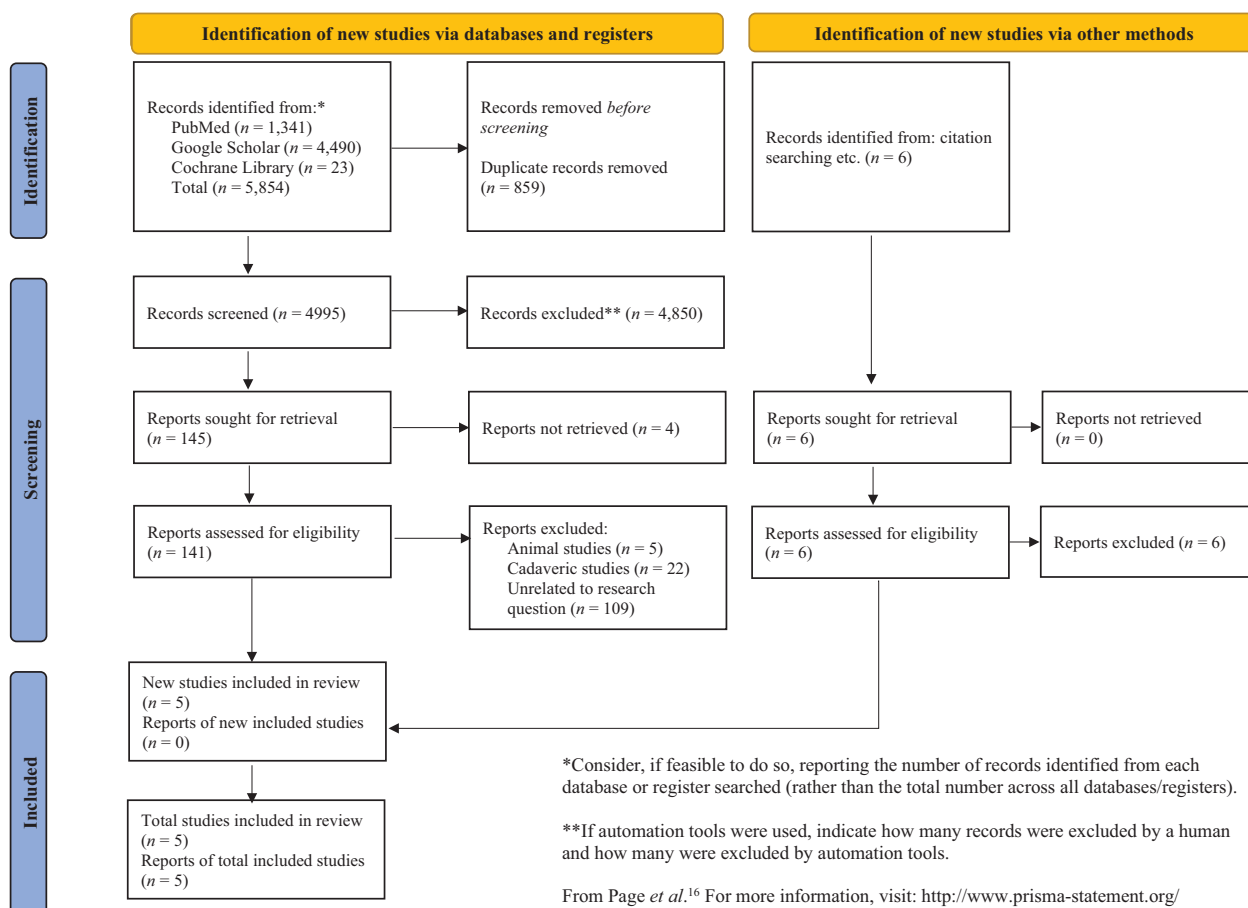 Identification of new studies via databases and registers
Identification of new studies via other methods
Identification
Records identified from:*
PubMed (n = 1,341)
Google Scholar (n = 4,490)
Cochrane Library (n = 23)
Total (n = 5,854)
Records removed before
screening
Duplicate records removed
(n = 859)
Records identified from: citation
searching etc. (n = 6)
Screening
Records screened (n = 4995)
Records excluded** (n = 4,850)
Reports sought for retrieval
(n = 145)
Reports not retrieved (n = 4)
Reports sought for retrieval
(n = 6)
Reports not retrieved
(n = 0)
Reports assessed for eligibility
(n = 141)
Reports excluded:
Animal studies (n = 5)
Cadaveric studies (n = 22)
Unrelated to research
question (n = 109)
Reports assessed for eligibility
(n = 6)
Reports excluded (n = 6)
Included
New studies included in review
(n = 5)
Reports of new included studies
(n = 0)
Total studies included in review
(n = 5)
Reports of total included studies
(n = 5)
*Consider, if feasible to do so, reporting the number of records identified from each
database or register searched (rather than the total number across all databases/registers).
**If automation tools were used, indicate how many records were excluded by a human
and how many were excluded by automation tools.
From Page et al.¹⁶ For more information, visit: http://www.prisma-statement.org/